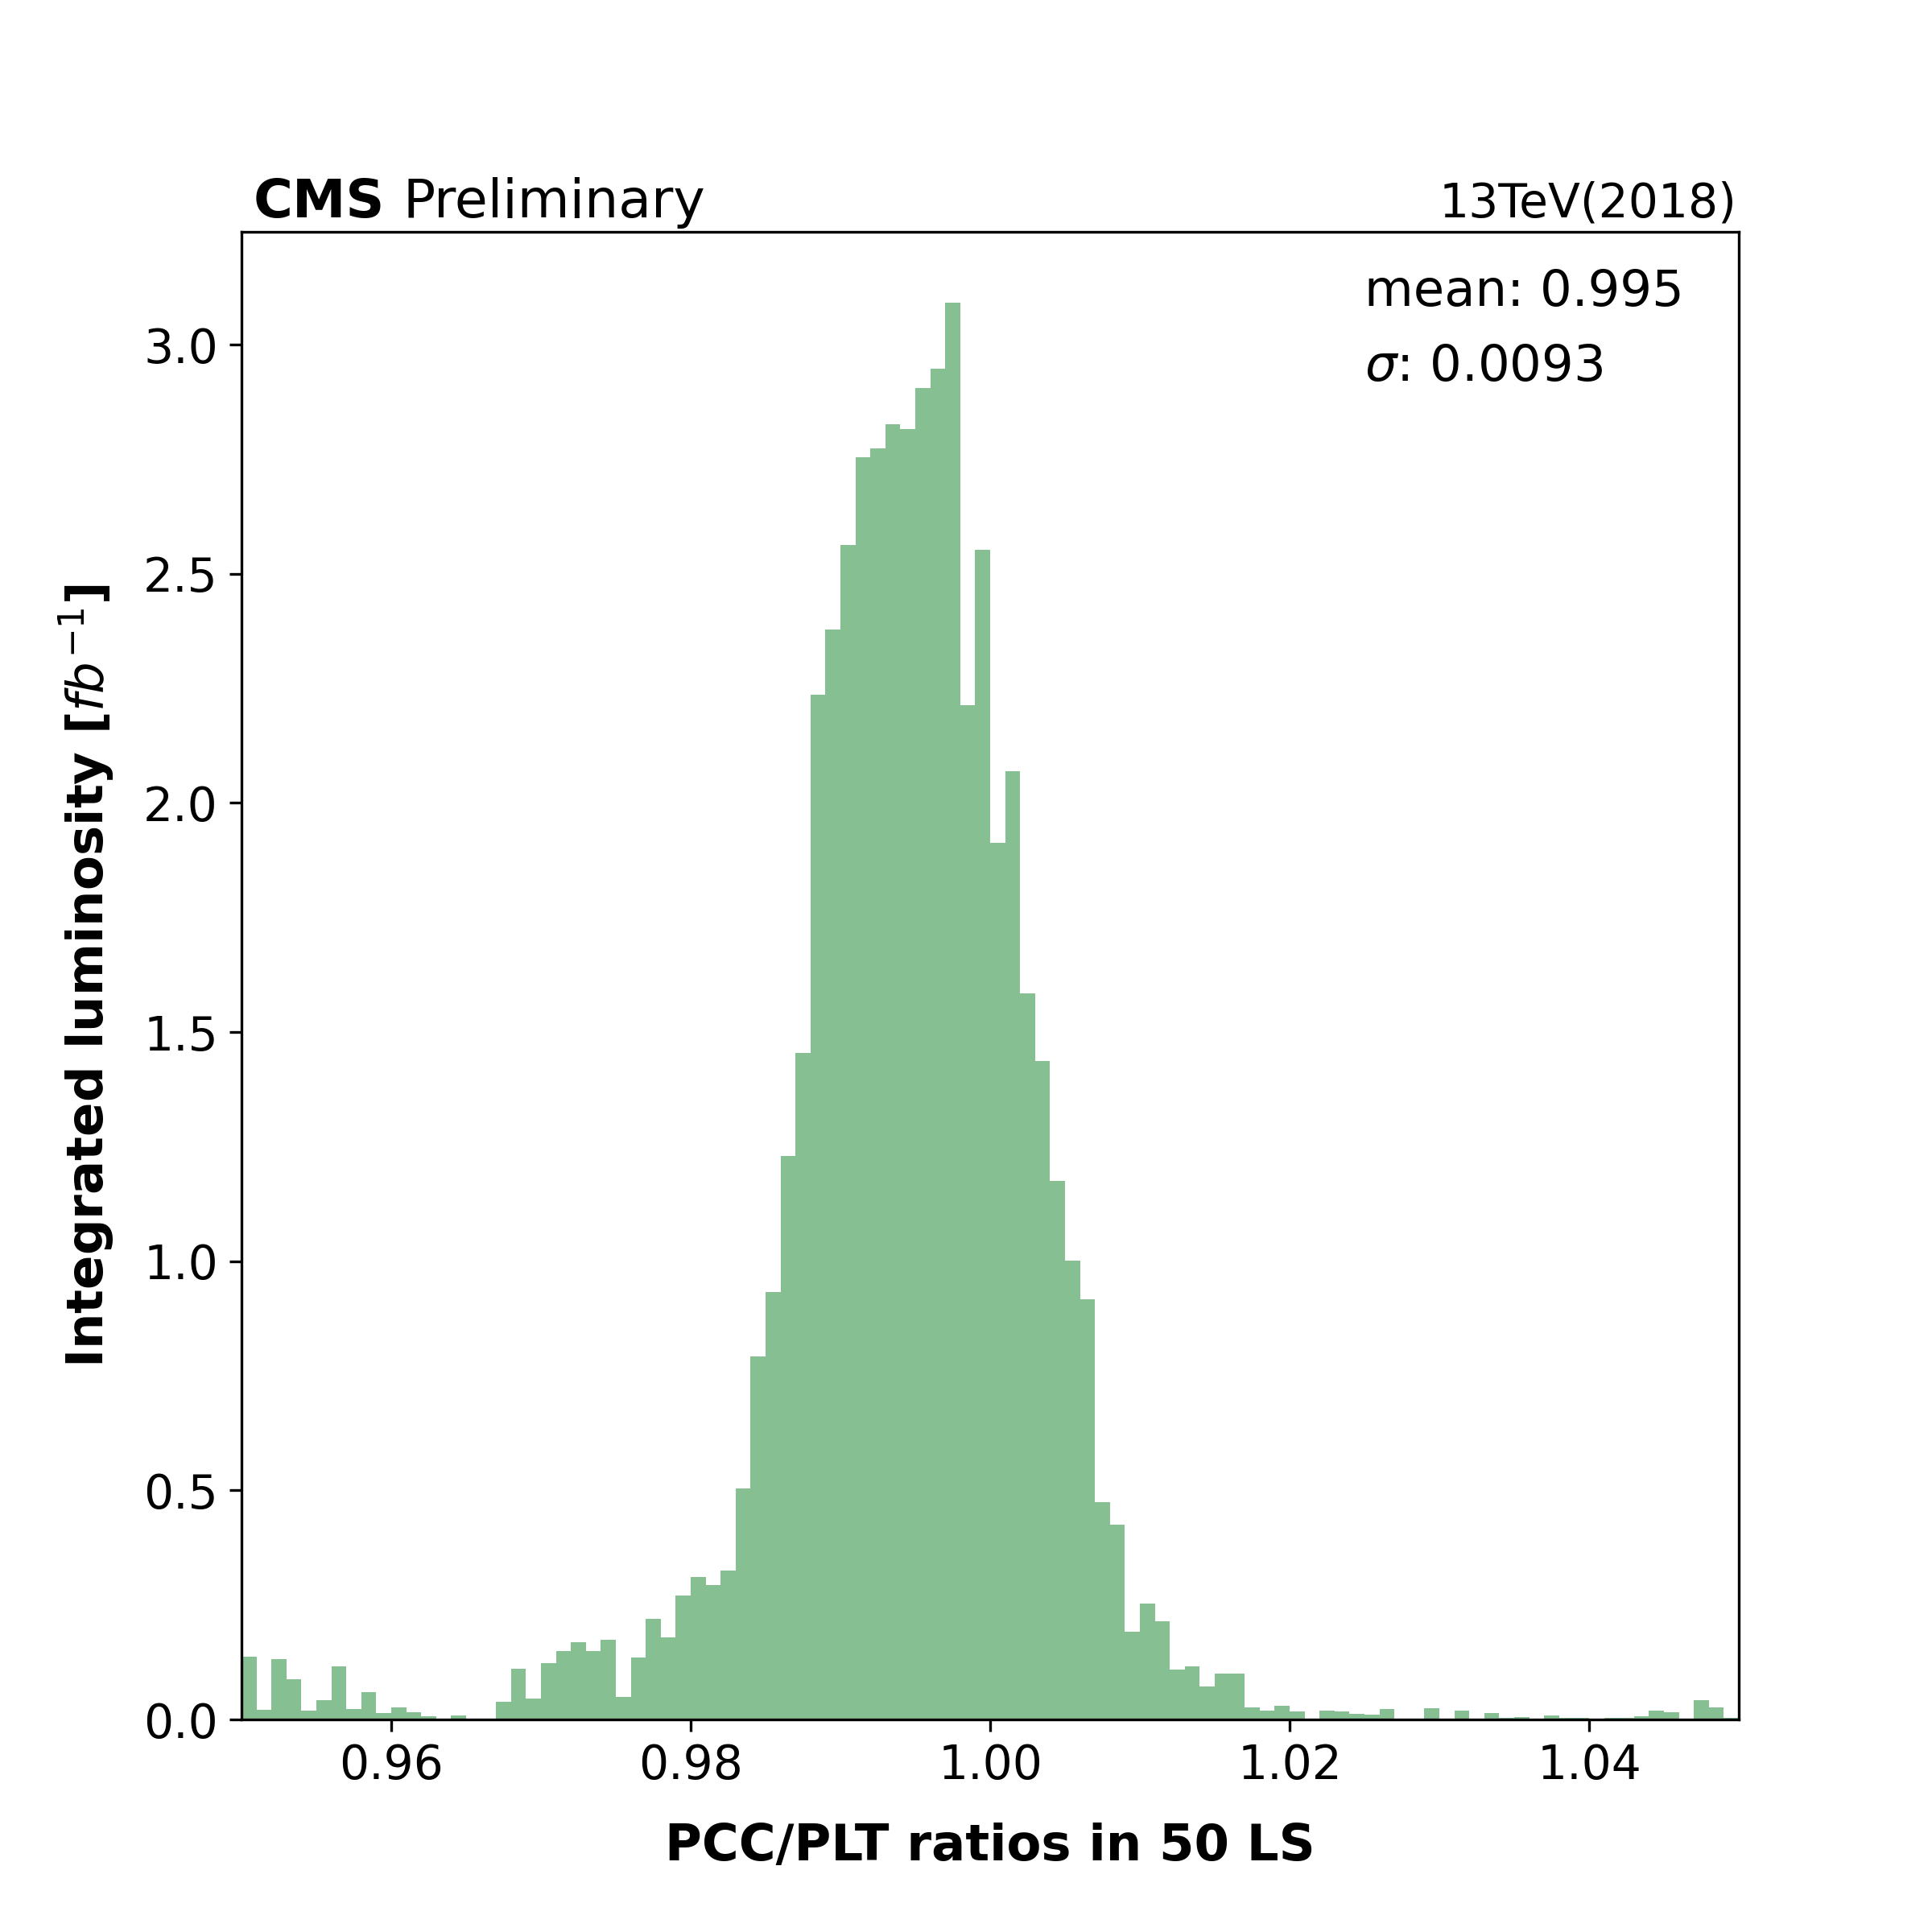 CMS Preliminary
13TeV(2018)
mean: 0.995
σ: 0.0093
3.0
2.5
2.0
1.5
1.0
0.5
0.0
Integrated luminosity [fb⁻¹]
0.96 0.98 1.00 1.02 1.04
PCC/PLT ratios in 50 LS